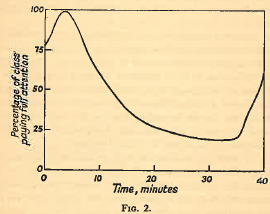 100
75
50
25
0
Percentage of class
paying full attention
0
10
20
30
40
Time, minutes
FIG. 2.